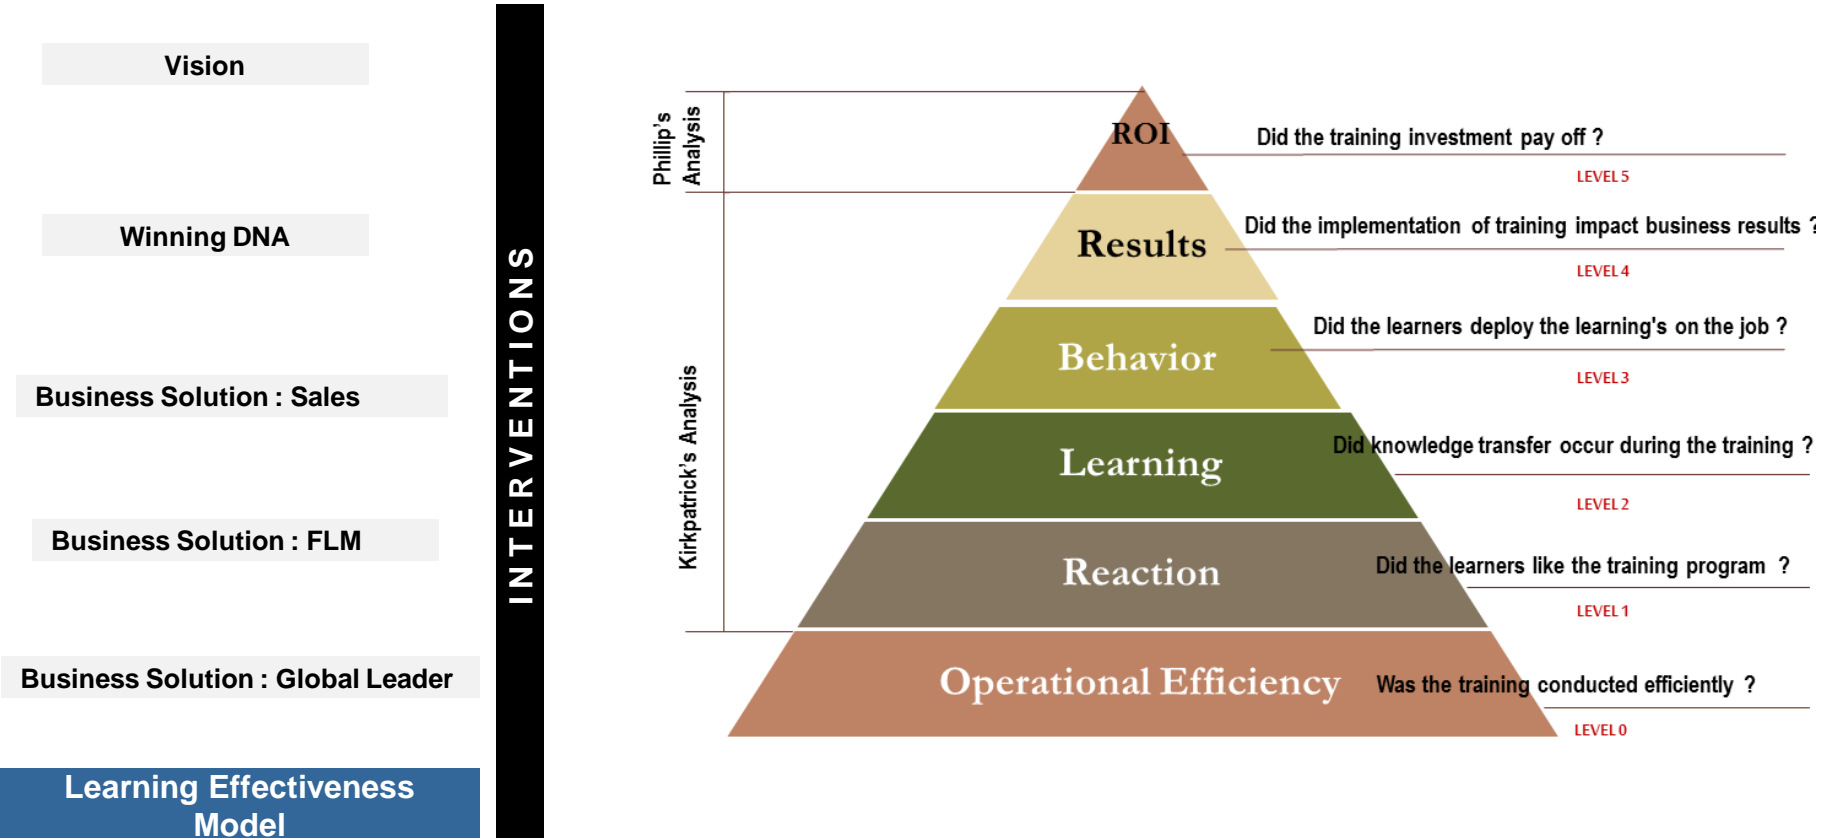 Vision
Winning DNA
Business Solution : Sales
Business Solution : FLM
Business Solution : Global Leader
Learning Effectiveness
Model
INTERVENTIONS
Phillip's
Analysis
Kirkpatrick's Analysis
ROI
Did the training investment pay off ?
LEVEL 5
Results
Did the implementation of training impact business results ?
LEVEL 4
Behavior
Did the learners deploy the learning's on the job ?
LEVEL 3
Learning
Did knowledge transfer occur during the training ?
LEVEL 2
Reaction
Did the learners like the training program ?
LEVEL 1
Operational Efficiency
Was the training conducted efficiently ?
LEVEL 0